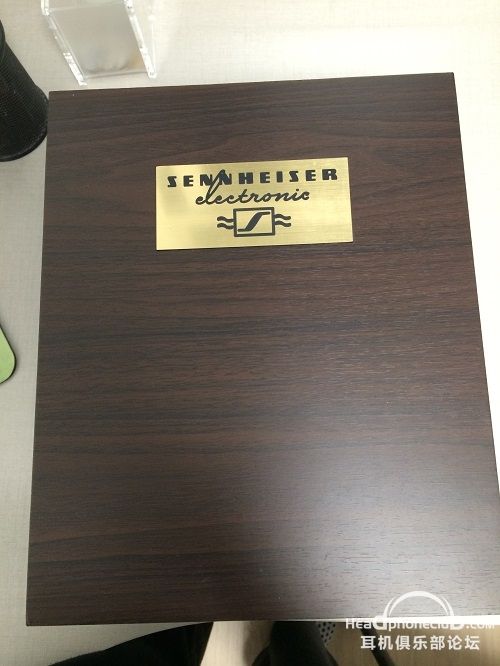 SENNHEISER
electronic
HeadphoneclUB.com
耳机俱乐部论坛